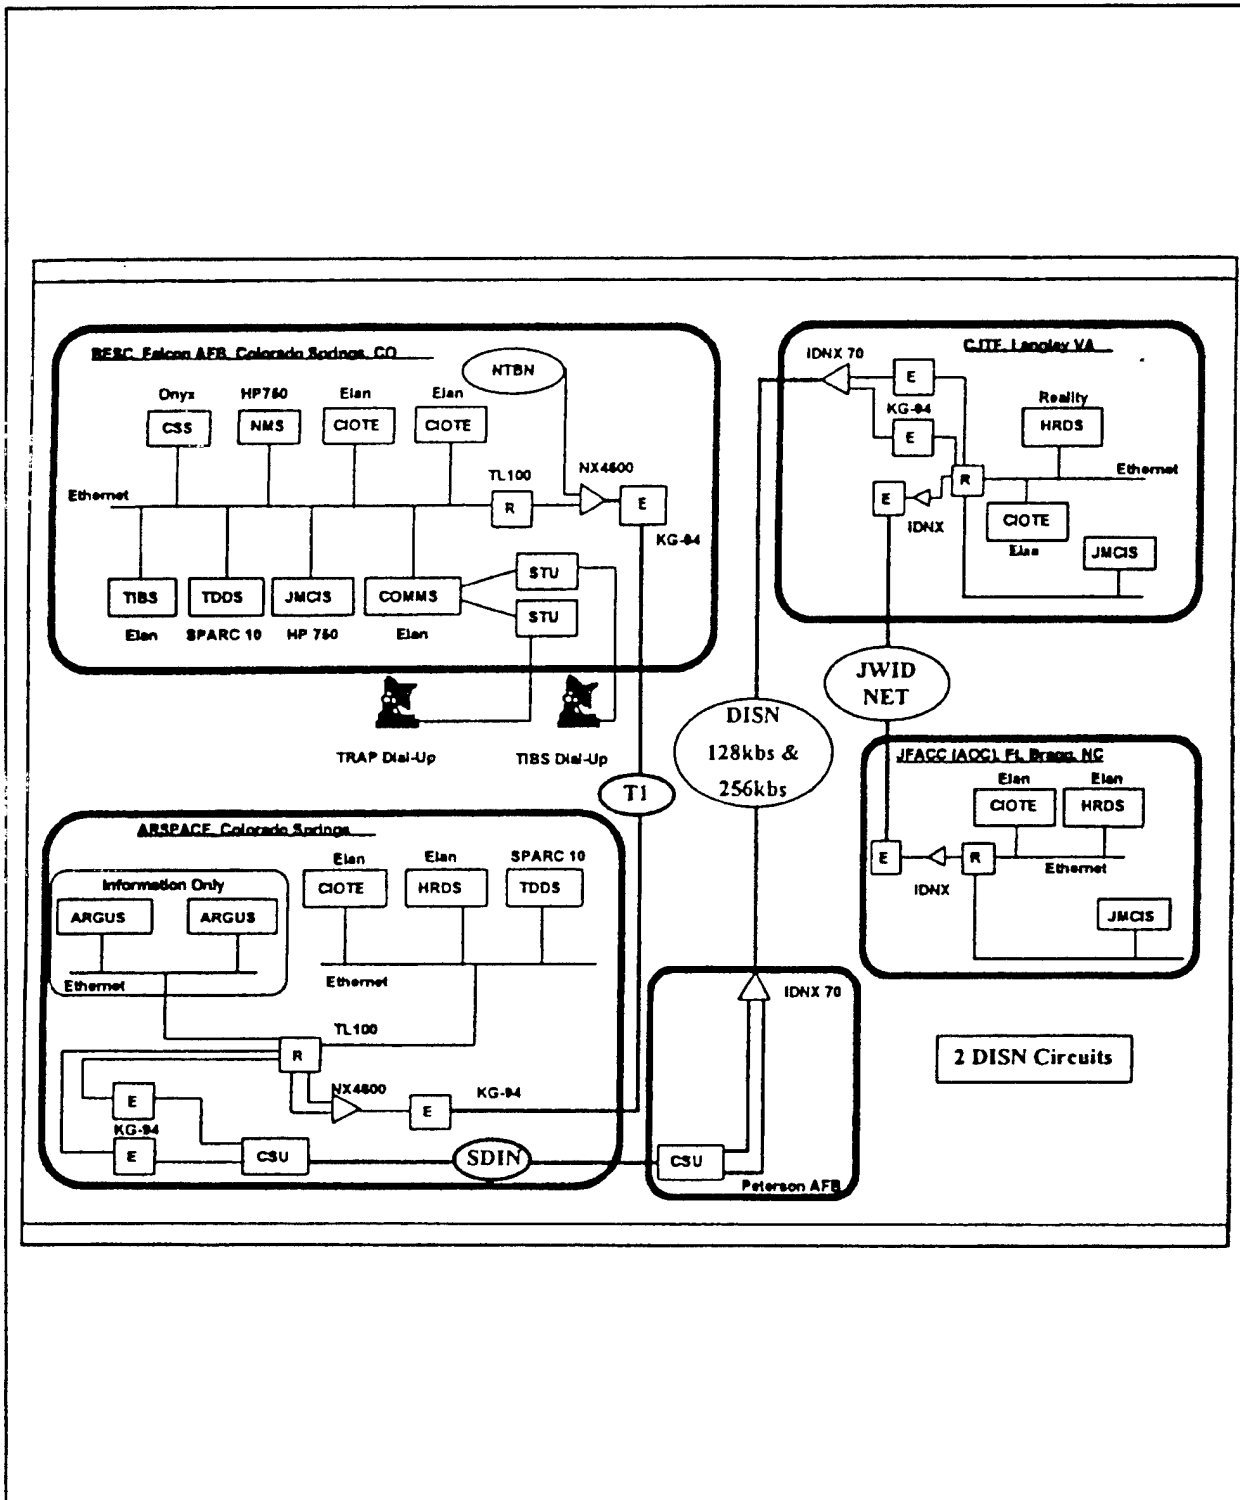 BESC, Falcon AFB, Colorado Springs, CO
NTBN
Onyx
CSS
HP750
NMS
Elan
CIOTE
Elan
CIOTE
Ethernet
TL100
R
NX4600
E
KG-84
TIBS
Elan
TDDS
SPARC 10
JMCIS
HP 750
COMMS
Elan
STU
STU
TRAP Dial-Up
TIBS Dial-Up
T1
DISN
128kbs &
256kbs
CJTF, Langley VA
IDNX 70
E
KG-84
E
R
E
IDNX
Reality
HRDS
Ethernet
CIOTE
Elan
JMCIS
JWID
NET
JFACC (AOC), Ft. Bragg, NC
Elan
CIOTE
Elan
HRDS
E
IDNX
R
Ethernet
JMCIS
ARSPACE, Colorado Springs
Information Only
ARGUS
ARGUS
Ethernet
Elan
CIOTE
Elan
HRDS
SPARC 10
TDDS
Ethernet
TL100
R
NX4600
E
KG-84
E
KG-84
E
CSU
SDIN
CSU
IDNX 70
Peterson AFB
2 DISN Circuits